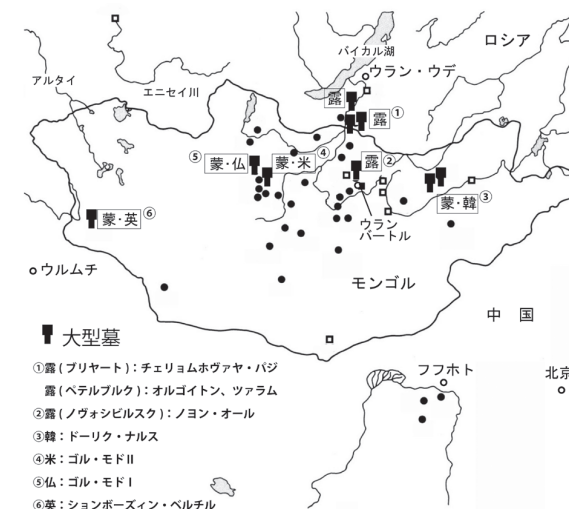 ロシア
バイカル湖
ウラン・ウデ
アルタイ
エニセイ川
露
露 ①
⑤ 蒙・仏
蒙・米 ④
露 ②
蒙・韓 ③
蒙・英 ⑥
ウラン
バートル
ウルムチ
モンゴル
中 国
大型墓
①露 ( ブリヤート ) : チェリョムホヴァヤ・パジ
露 ( ペテルブルク ) : オルゴイトン、ツァラム
②露 ( ノヴォシビルスク ) : ノヨン・オール
③韓 : ドーリク・ナルス
④米 : ゴル・モドⅡ
⑤仏 : ゴル・モドⅠ
⑥英 : ションボーズィン・ベルチル
フフホト
北京